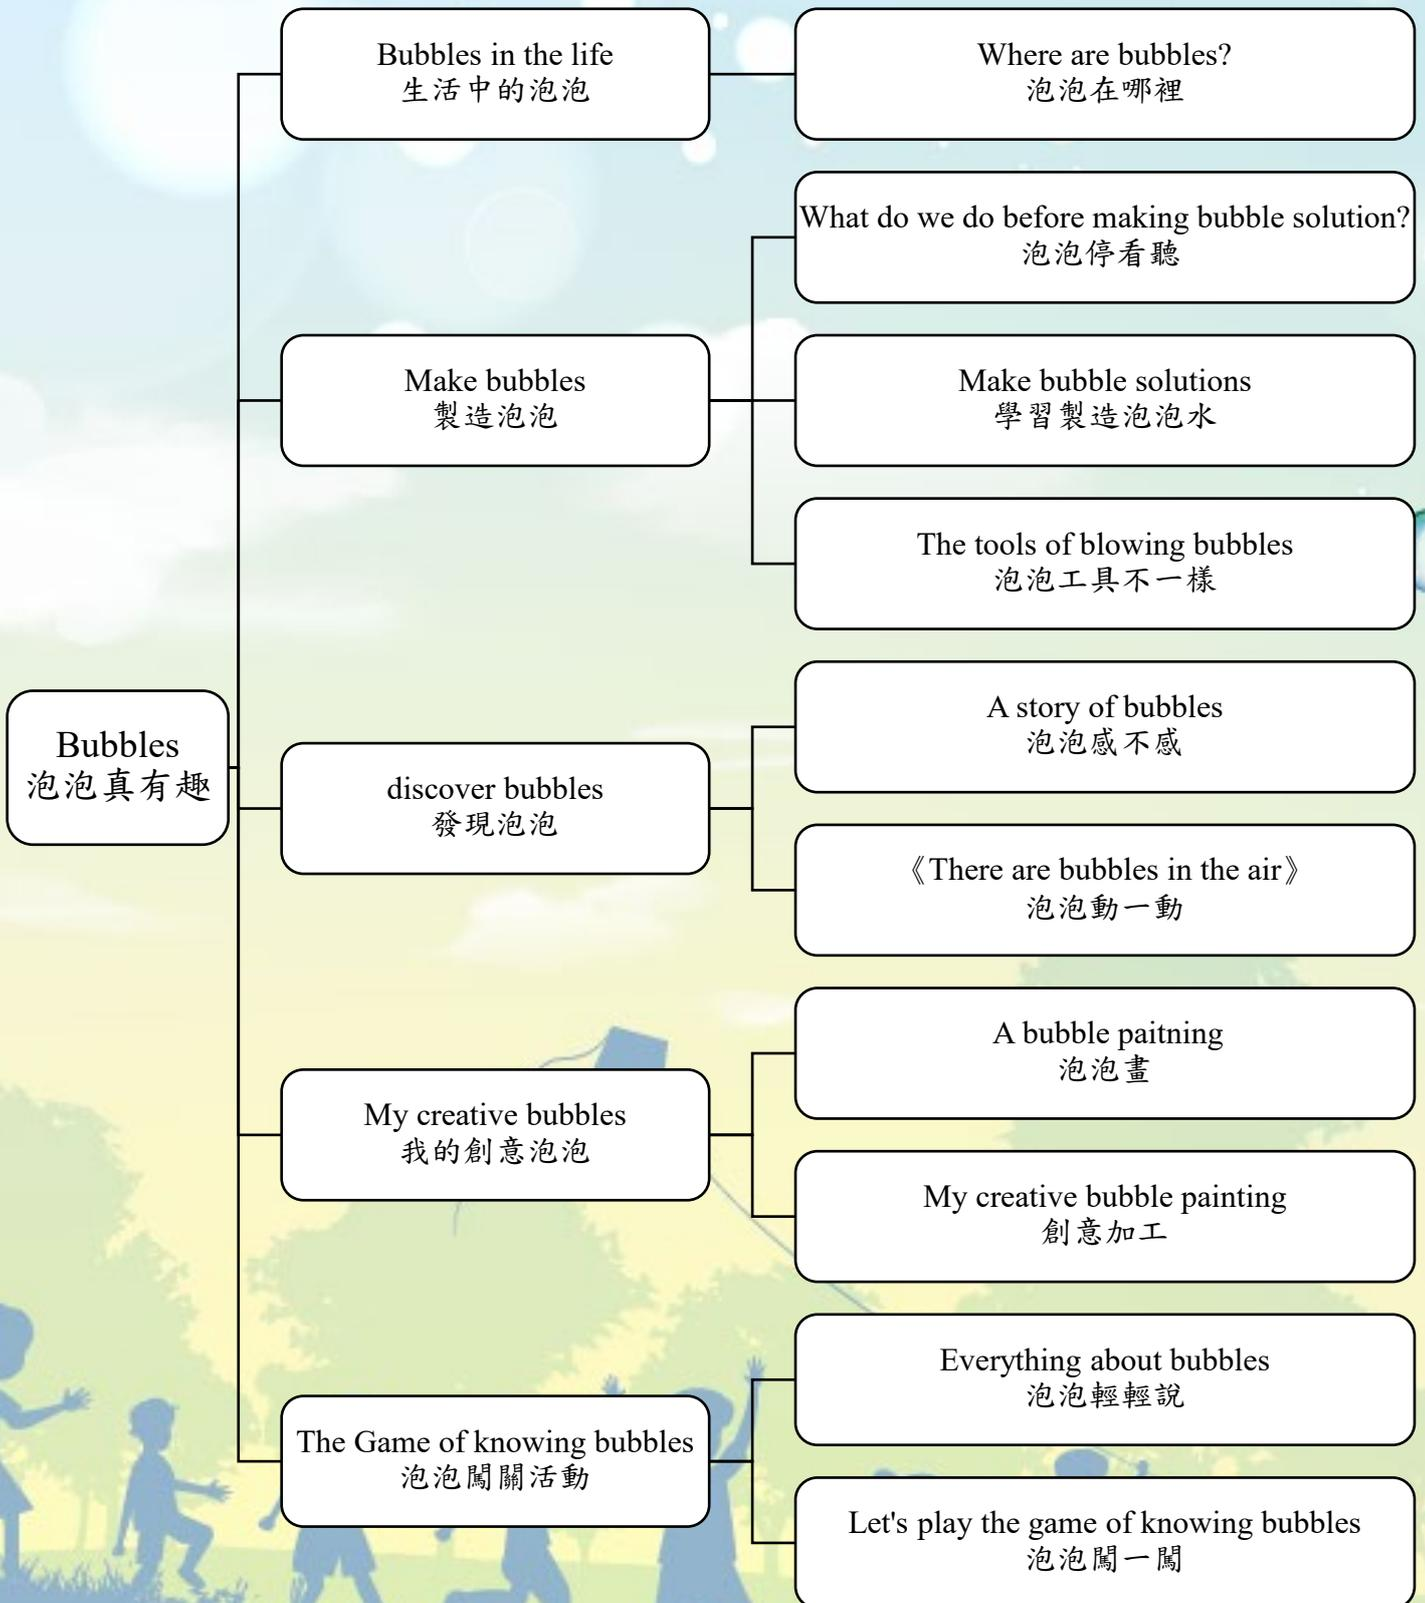 Bubbles in the life
生活中的泡泡
Where are bubbles?
泡泡在哪裡
What do we do before making bubble solution?
泡泡停看聽
Make bubbles
製造泡泡
Make bubble solutions
學習製造泡泡水
The tools of blowing bubbles
泡泡工具不一樣
Bubbles
泡泡真有趣
discover bubbles
發現泡泡
A story of bubbles
泡泡感不感
《There are bubbles in the air》
泡泡動一動
My creative bubbles
我的創意泡泡
A bubble paitning
泡泡畫
My creative bubble painting
創意加工
The Game of knowing bubbles
泡泡闖關活動
Everything about bubbles
泡泡輕輕說
Let's play the game of knowing bubbles
泡泡闖一闖